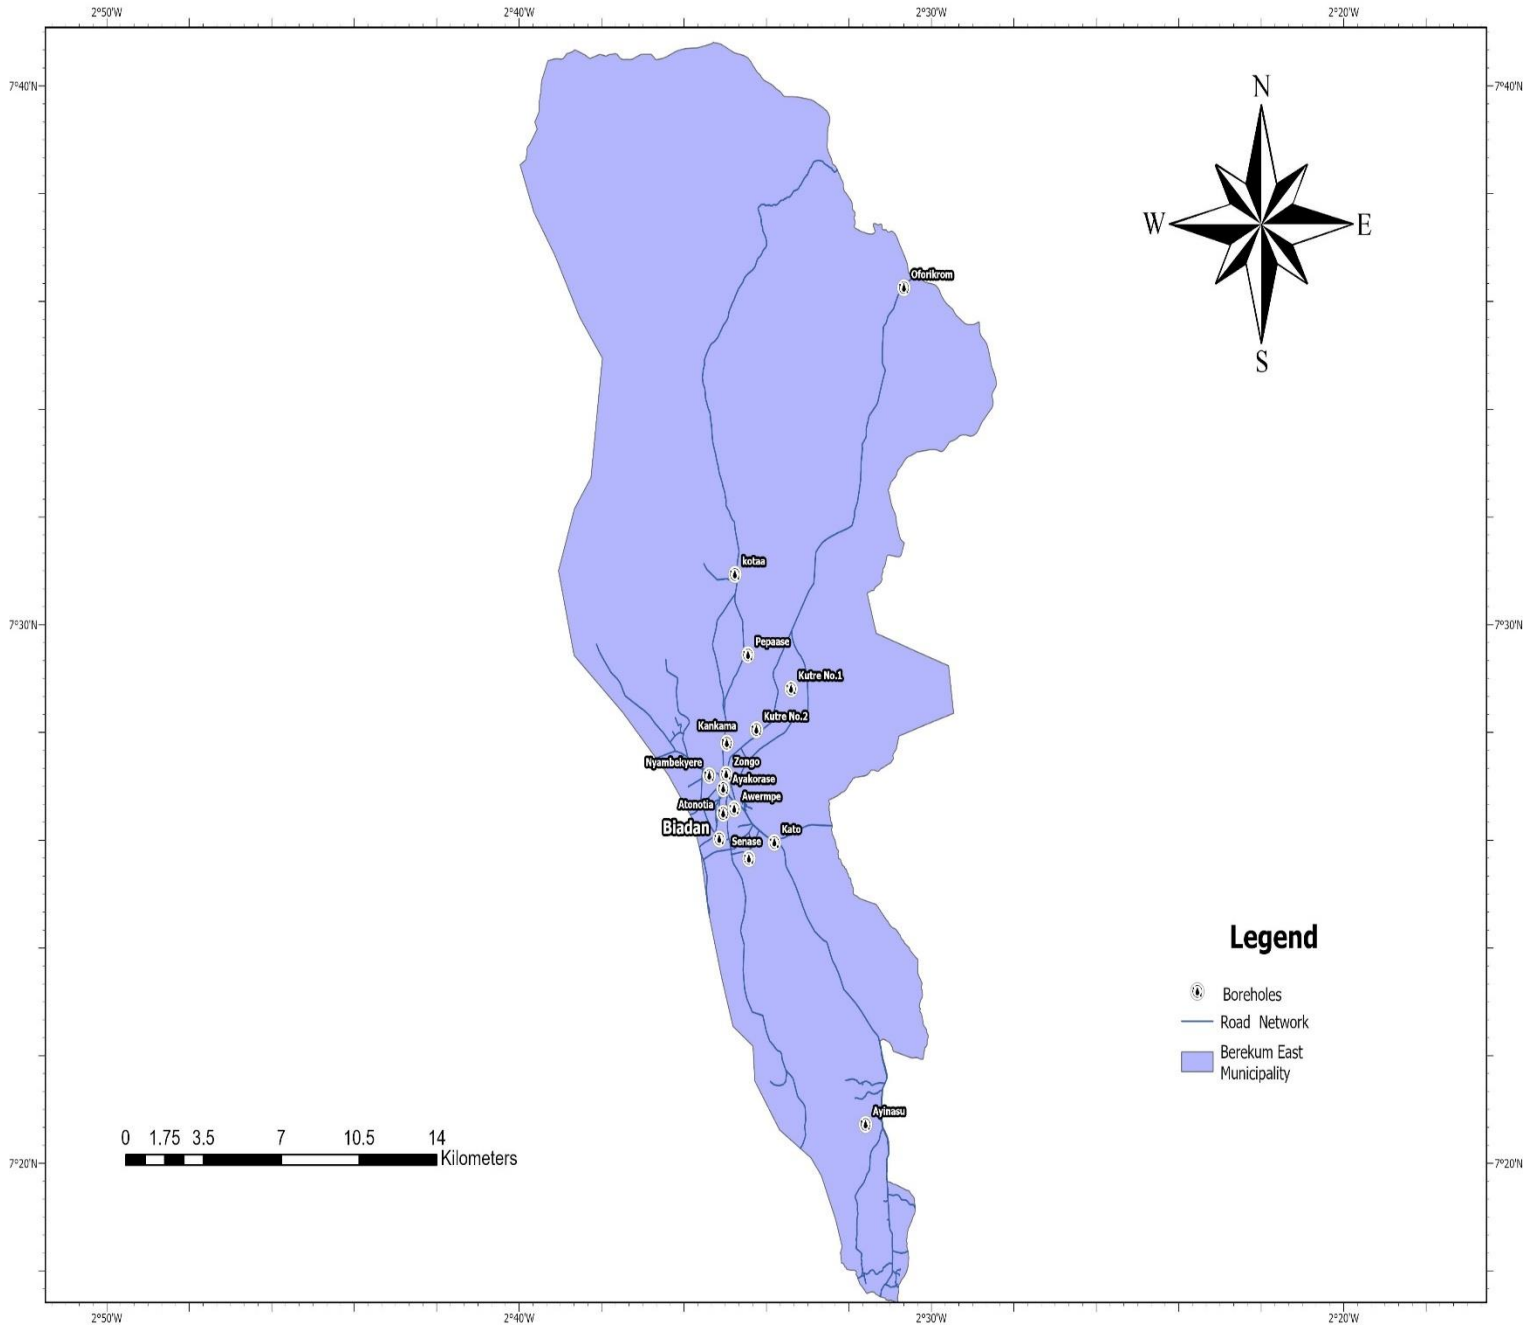 2°50'W 2°40'W 2°30'W 2°20'W
7°40'N 7°40'N
N
W E
S
Oforikrom
kotaa
7°30'N 7°30'N
Pepaase
Kutre No.1
Kutre No.2
Kankama
Nyambekyere Zongo
Ayakorase
Awermpe
Atonotia
Biadan Kato
Senase
Legend
Boreholes
Road Network
Berekum East
Municipality
Ayinasu
0 1.75 3.5 7 10.5 14
Kilometers
7°20'N 7°20'N
2°50'W 2°40'W 2°30'W 2°20'W